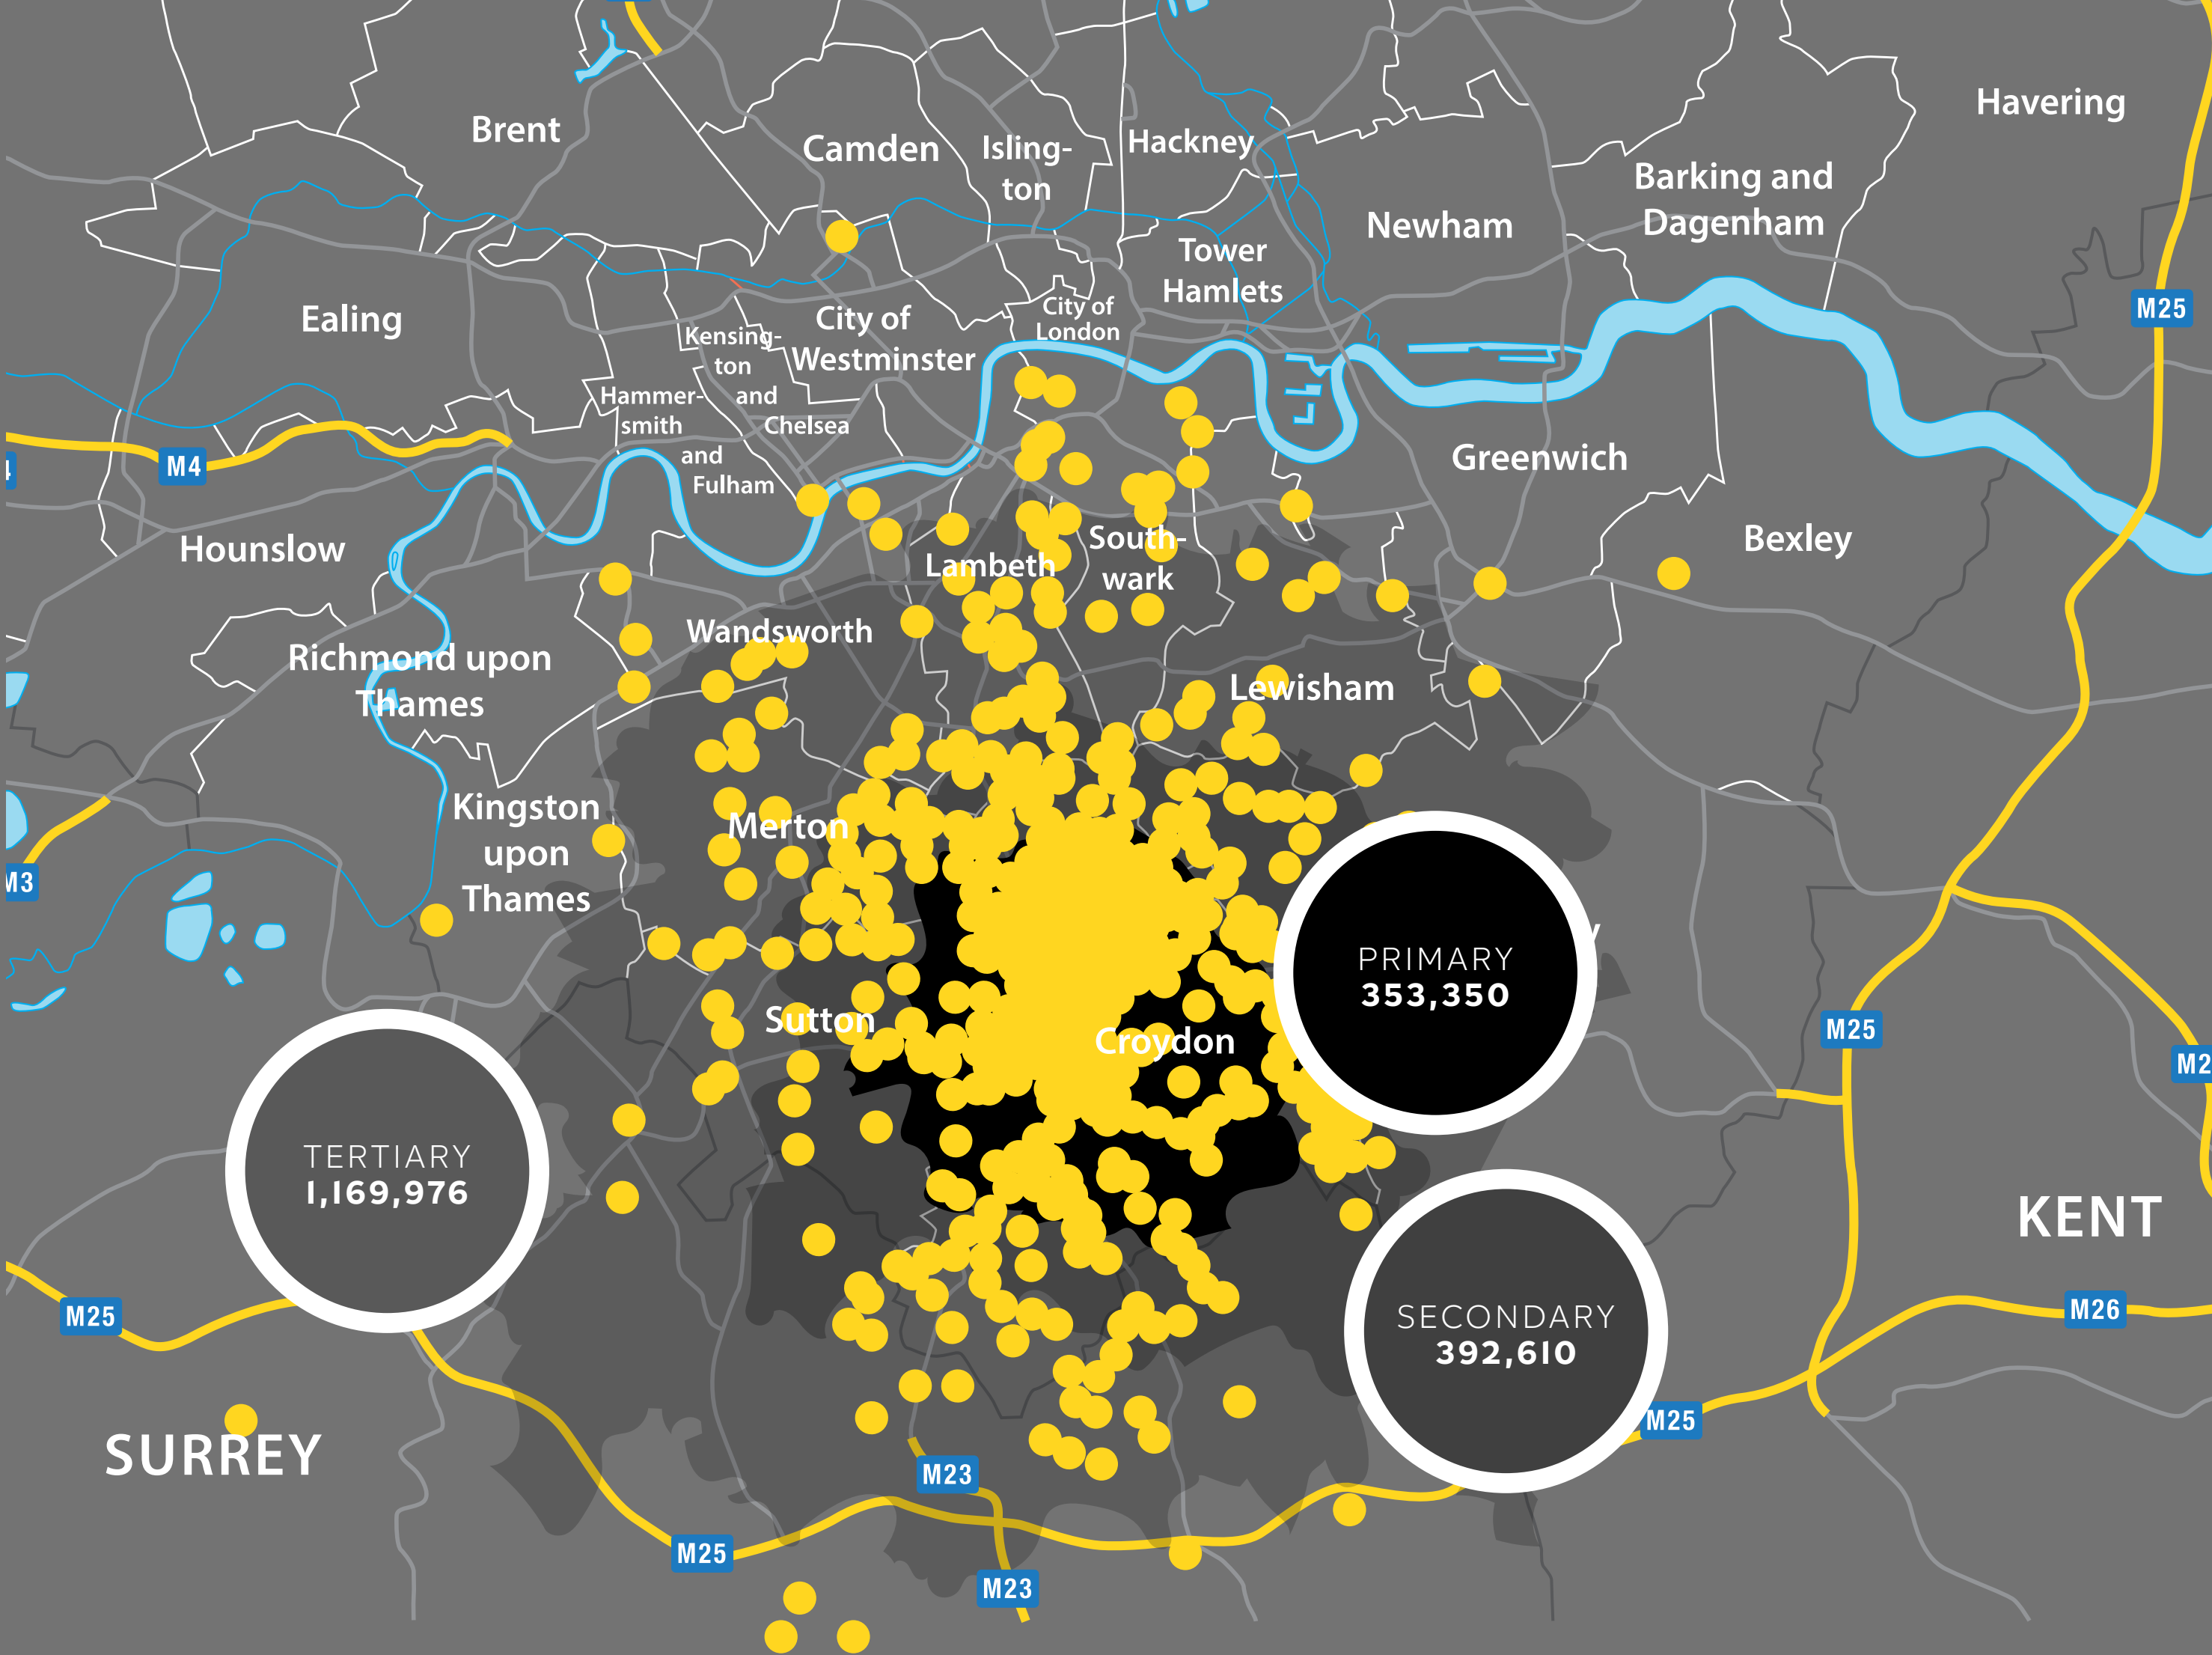 Brent
Camden
Isling-
ton
Hackney
Newham
Barking and
Dagenham
Havering
Tower
Hamlets
M25
Ealing
City of
Westminster
City of
London
Kensing-
ton
and
Chelsea
Hammer-
smith
and
Fulham
M4
Greenwich
Hounslow
Bexley
Lambeth
South-
wark
Wandsworth
Richmond upon
Thames
Lewisham
Kingston
upon
Thames
Merton
M3
PRIMARY
353,350
Sutton
Croydon
M25
M2
TERTIARY
1,169,976
KENT
M25
SECONDARY
392,610
M26
M25
SURREY
M23
M25
M23